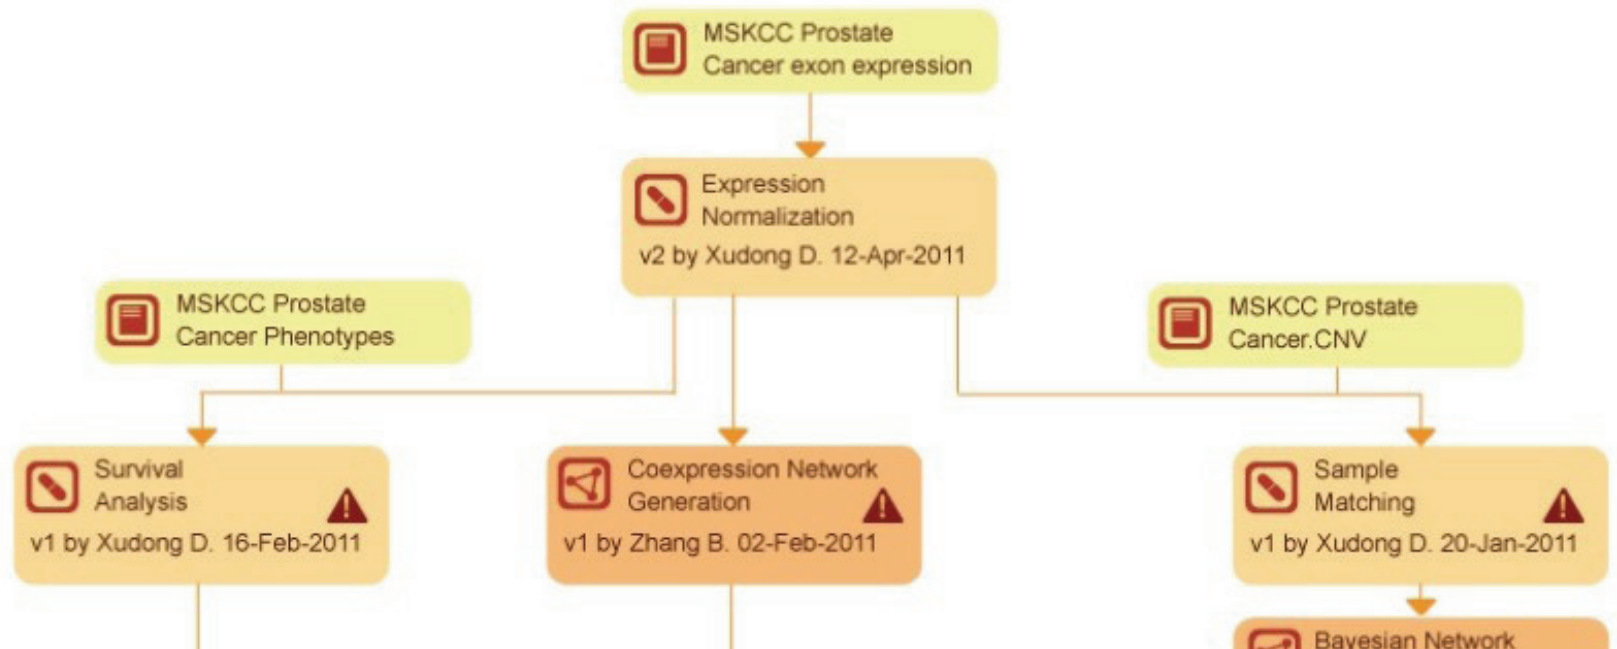 MSKCC Prostate
Cancer exon expression
Expression
Normalization
v2 by Xudong D. 12-Apr-2011
MSKCC Prostate
Cancer Phenotypes
MSKCC Prostate
Cancer.CNV
Survival
Analysis
v1 by Xudong D. 16-Feb-2011
Coexpression Network
Generation
v1 by Zhang B. 02-Feb-2011
Sample
Matching
v1 by Xudong D. 20-Jan-2011
Bayesian Network